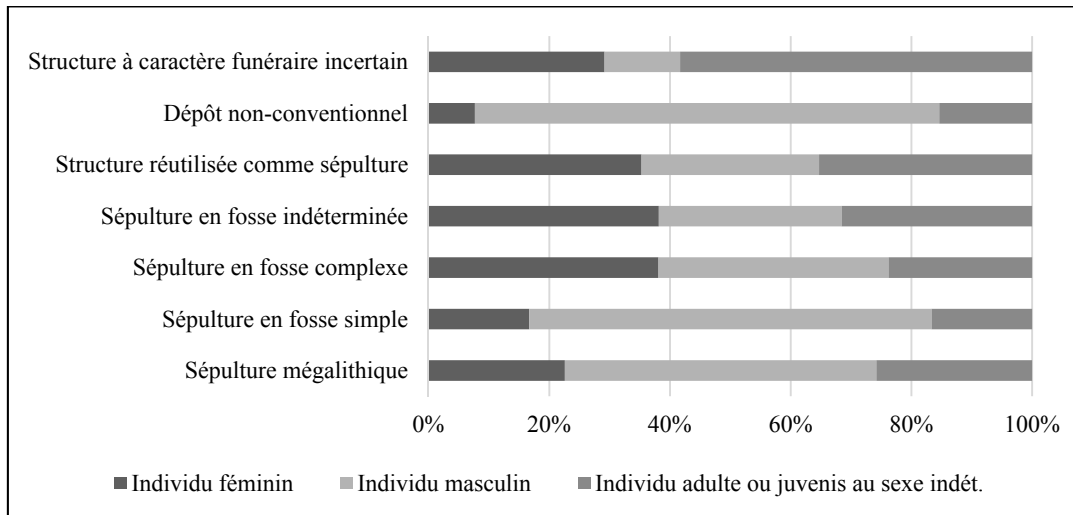 Structure à caractère funéraire incertain
Dépôt non-conventionnel
Structure réutilisée comme sépulture
Sépulture en fosse indéterminée
Sépulture en fosse complexe
Sépulture en fosse simple
Sépulture mégalithique
0% 20% 40% 60% 80% 100%
Individu féminin Individu masculin Individu adulte ou juvenis au sexe indét.